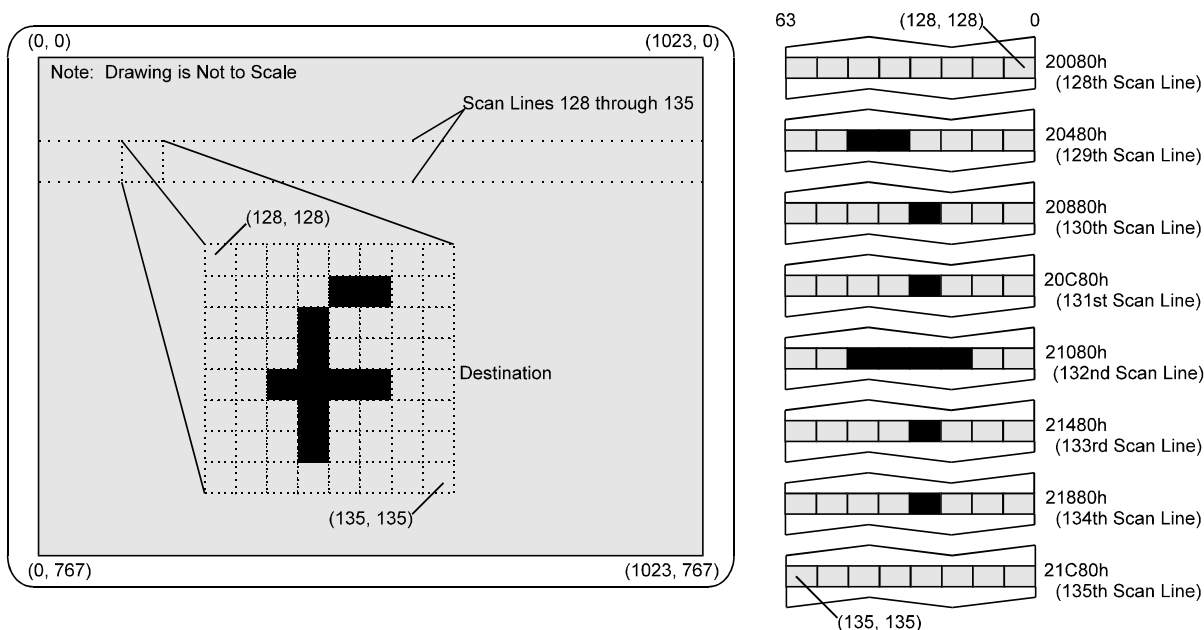 (0, 0)
(1023, 0)
Note: Drawing is Not to Scale
Scan Lines 128 through 135
(128, 128)
Destination
(135, 135)
(0, 767)
(1023, 767)
63
(128, 128)
0
20080h
(128th Scan Line)
20480h
(129th Scan Line)
20880h
(130th Scan Line)
20C80h
(131st Scan Line)
21080h
(132nd Scan Line)
21480h
(133rd Scan Line)
21880h
(134th Scan Line)
21C80h
(135th Scan Line)
(135, 135)